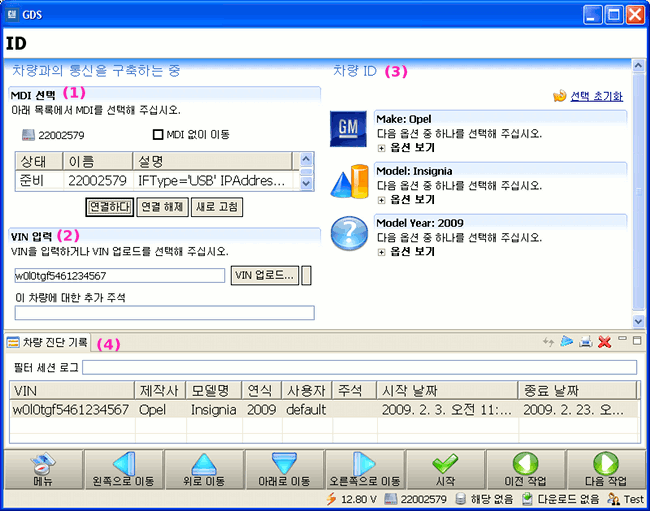 GDS
ID
차량과의 통신을 구축하는 중
MDI 선택 (1)
아래 목록에서 MDI를 선택해 주십시오.
22002579 MDI 없이 이동
상태 이름 설명
준비 22002579 IFType='USB' IPAddres...
연결하다 연결 해제 새로 고침
VIN 입력 (2)
VIN을 입력하거나 VIN 업로드를 선택해 주십시오.
w0l0tgf5461234567 VIN 업로드...
이 차량에 대한 추가 주석
차량 ID (3)
선택 초기화
GM
Make: Opel
다음 옵션 중 하나를 선택해 주십시오.
옵션 보기
Model: Insignia
다음 옵션 중 하나를 선택해 주십시오.
옵션 보기
?
Model Year: 2009
다음 옵션 중 하나를 선택해 주십시오.
옵션 보기
차량 진단 기록 (4)
필터 세션 로그
VIN 제작사 모델명 연식 사용자 주석 시작 날짜 종료 날짜
w0l0tgf5461234567 Opel Insignia 2009 default 2009. 2. 3. 오전 11:... 2009. 2. 23. 오...
메뉴 왼쪽으로 이동 위로 이동 아래로 이동 오른쪽으로 이동 시작 이전 작업 다음 작업
12.80 V 22002579 해당 없음 다운로드 없음 Test